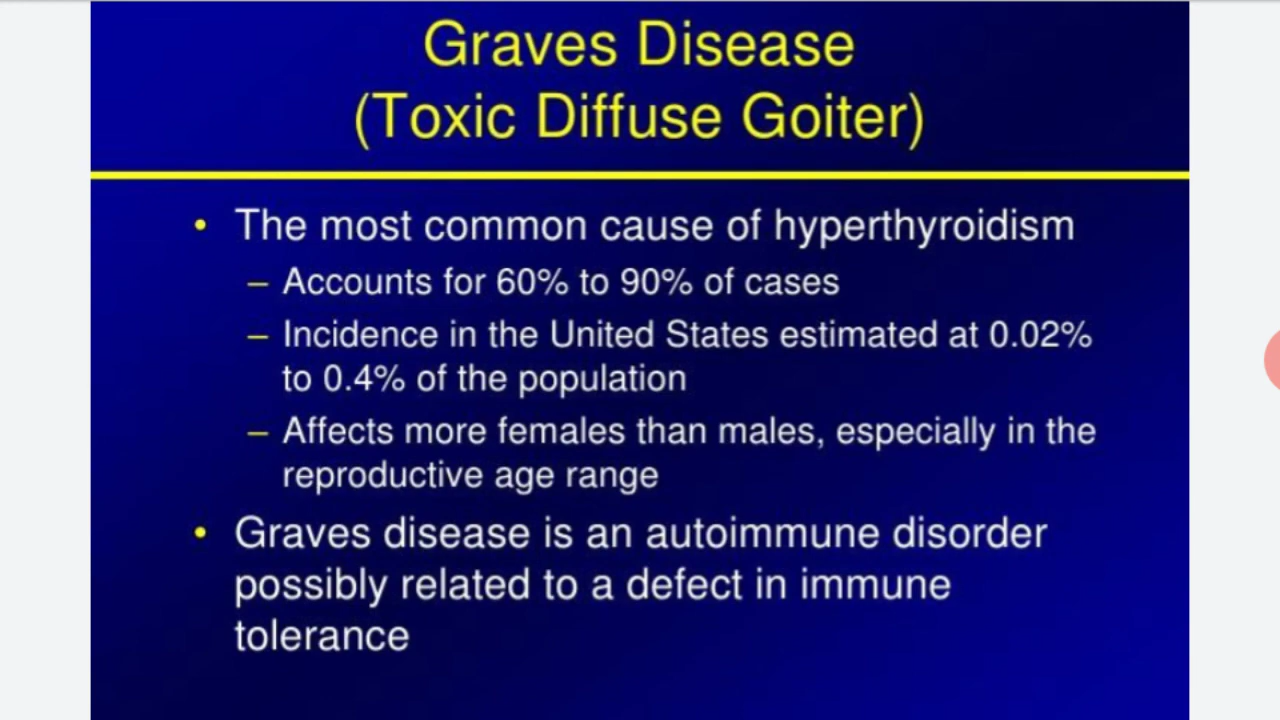 Graves Disease
(Toxic Diffuse Goiter)
• The most common cause of hyperthyroidism
– Accounts for 60% to 90% of cases
– Incidence in the United States estimated at 0.02%
to 0.4% of the population
– Affects more females than males, especially in the
reproductive age range
• Graves disease is an autoimmune disorder
possibly related to a defect in immune
tolerance